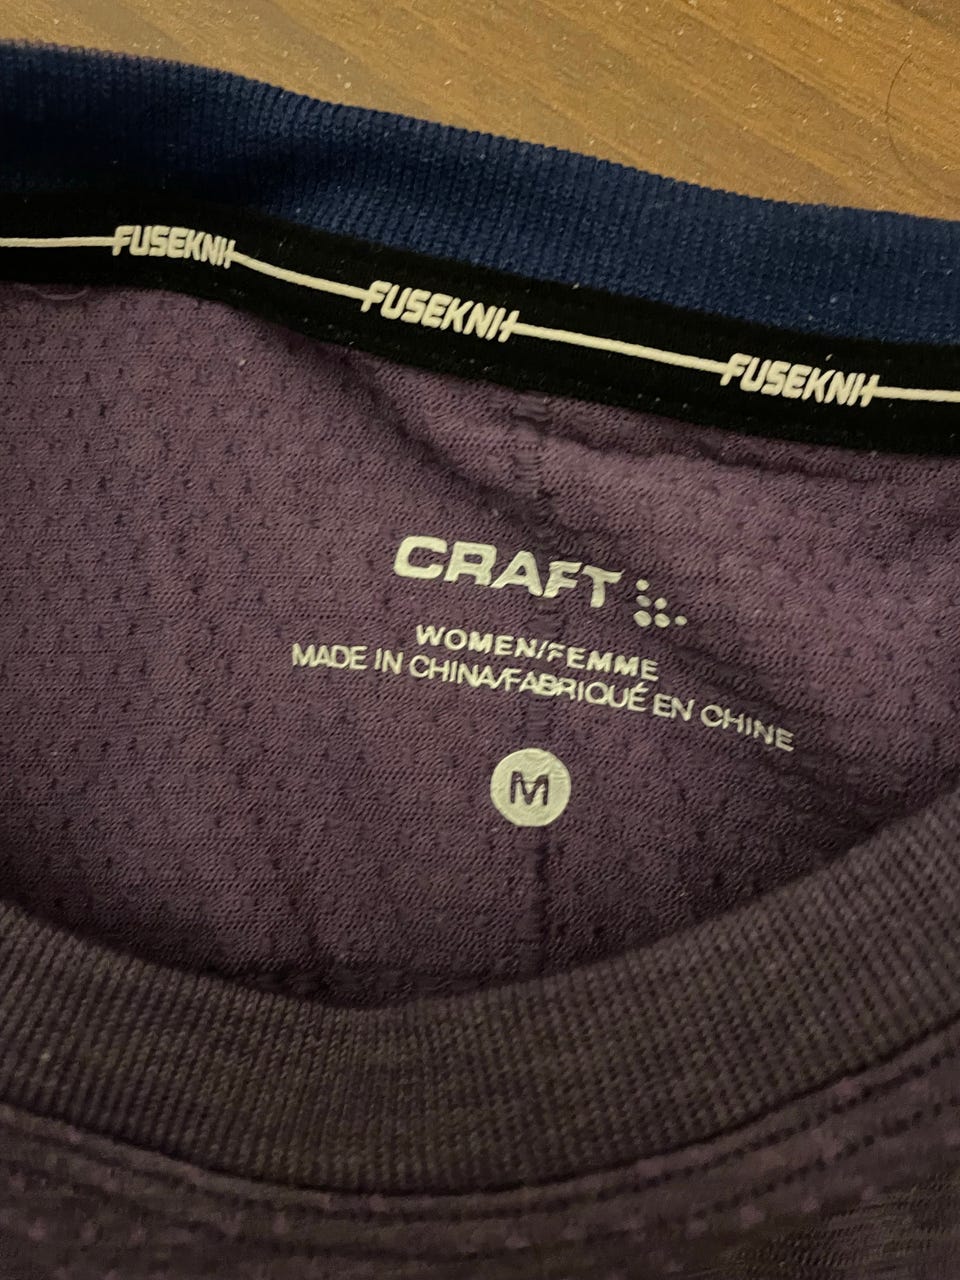 FUSEKNIT FUSEKNIT FUSEKNIT
CRAFT
WOMEN/FEMME
MADE IN CHINA/FABRIQUÉ EN CHINE
M